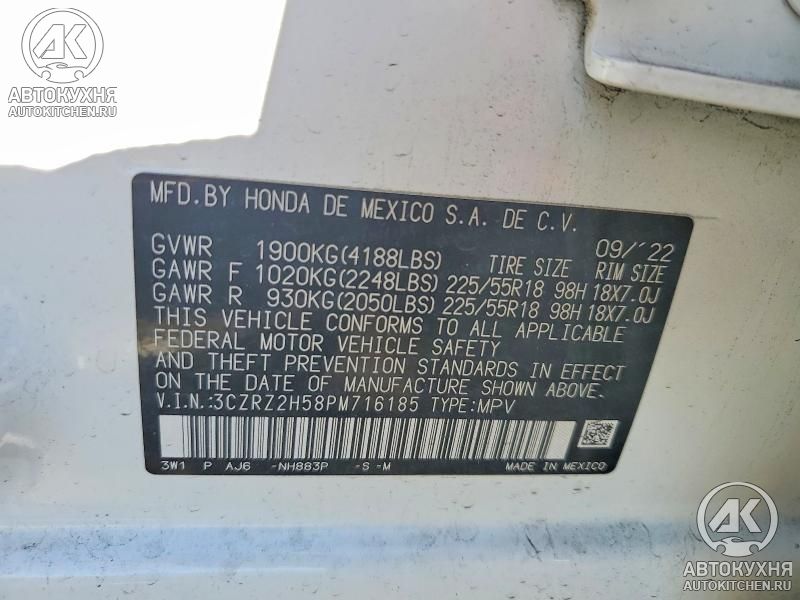 AK
АВТОКУХНЯ
AUTOKITCHEN.RU
MFD. BY HONDA DE MEXICO S.A. DE C.V.
09/'22
GVWR 1900KG(4188LBS) TIRE SIZE RIM SIZE
GAWR F 1020KG(2248LBS) 225/55R18 98H 18X7.0J
GAWR R 930KG(2050LBS) 225/55R18 98H 18X7.0J
THIS VEHICLE CONFORMS TO ALL APPLICABLE
FEDERAL MOTOR VEHICLE SAFETY
AND THEFT PREVENTION STANDARDS IN EFFECT
ON THE DATE OF MANUFACTURE SHOWN ABOVE.
V.I.N.:3CZRZ2H58PM716185 TYPE:MPV
3W1 P AJ6 -NH883P -S -M MADE IN MEXICO
AK
АВТОКУХНЯ
AUTOKITCHEN.RU